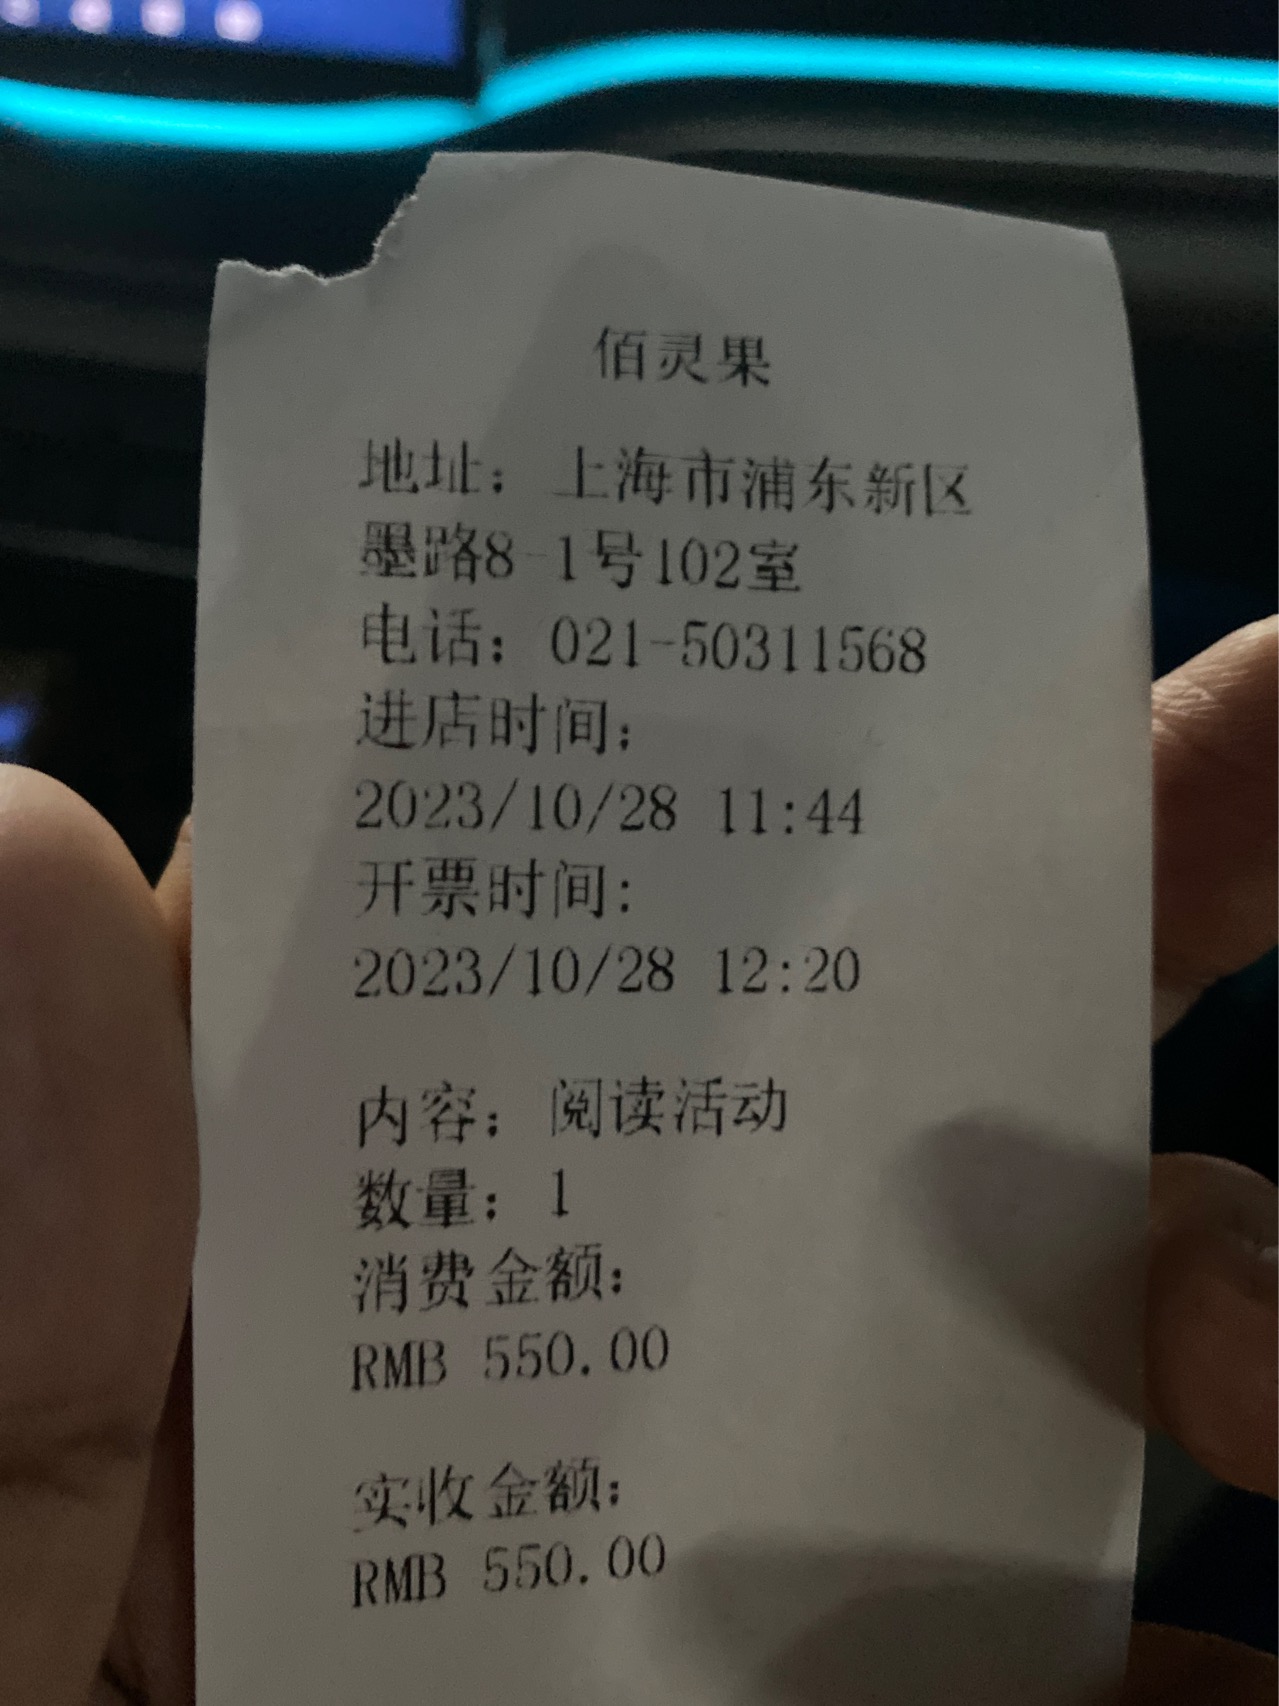 佰灵果
地址：上海市浦东新区
墨路8-1号102室
电话：021-50311568
进店时间：
2023/10/28 11:44
开票时间：
2023/10/28 12:20
内容：阅读活动
数量：1
消费金额：
RMB 550.00
实收金额：
RMB 550.00